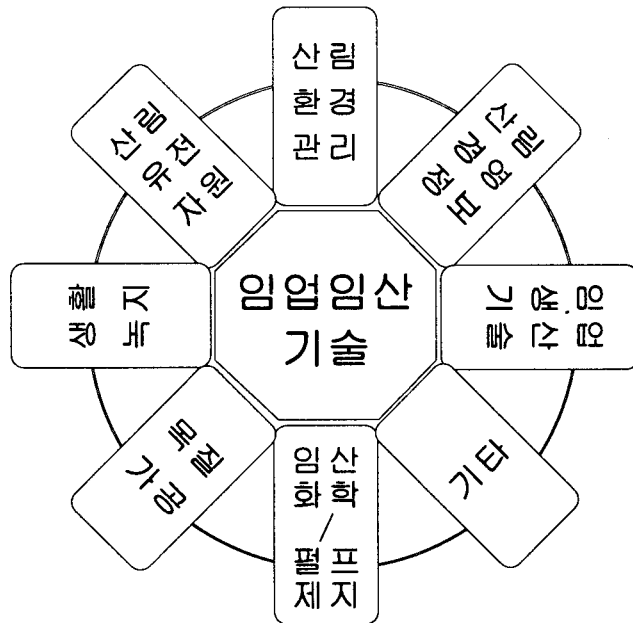 산림
환경
관리
산림
경영
정보
임업
생산
기술
기타
임산
화학
/
펄프
제지
목질
가공
생활
녹지
산림
유전
자원
임업임산
기술